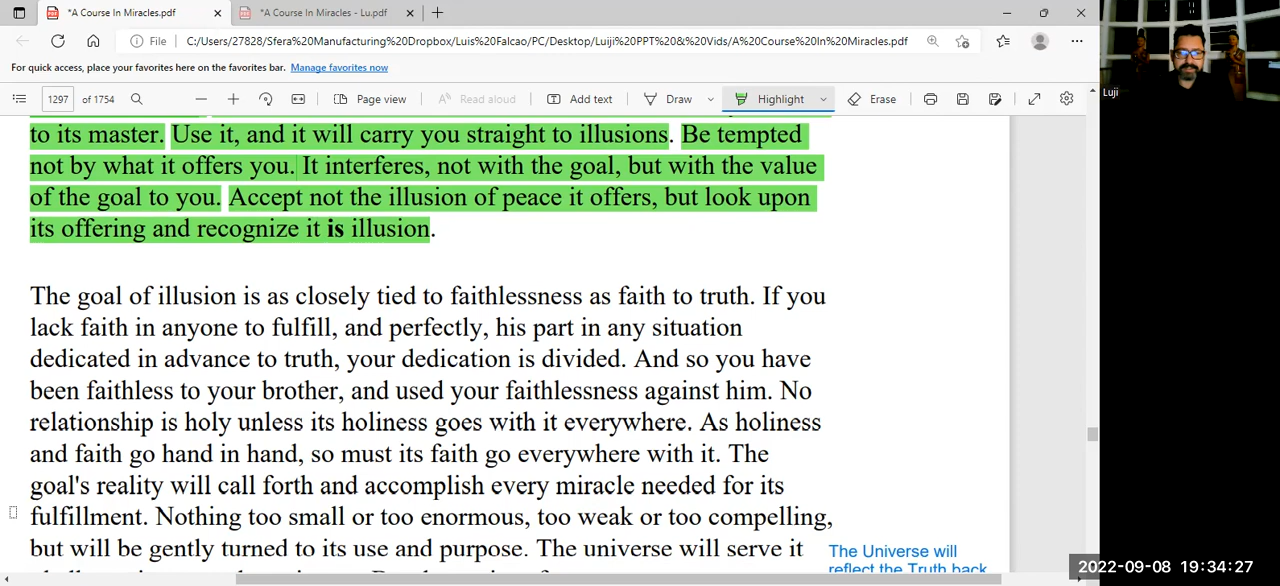 *A Course In Miracles.pdf
*A Course In Miracles - Lu.pdf
File C:/Users/27828/Sfera%20Manufacturing%20Dropbox/Luis%20Falcao/PC/Desktop/Luiji%20PPT%20&%20Vids/A%20Course%20In%20Miracles.pdf
For quick access, place your favorites here on the favorites bar. Manage favorites now
1297 of 1754 Page view Read aloud Add text Draw Highlight Erase
Luji
to its master. Use it, and it will carry you straight to illusions. Be tempted
not by what it offers you. It interferes, not with the goal, but with the value
of the goal to you. Accept not the illusion of peace it offers, but look upon
its offering and recognize it is illusion.
The goal of illusion is as closely tied to faithlessness as faith to truth. If you
lack faith in anyone to fulfill, and perfectly, his part in any situation
dedicated in advance to truth, your dedication is divided. And so you have
been faithless to your brother, and used your faithlessness against him. No
relationship is holy unless its holiness goes with it everywhere. As holiness
and faith go hand in hand, so must its faith go everywhere with it. The
goal's reality will call forth and accomplish every miracle needed for its
fulfillment. Nothing too small or too enormous, too weak or too compelling,
but will be gently turned to its use and purpose. The universe will serve it
The Universe will
reflect the Truth back
2022-09-08 19:34:27